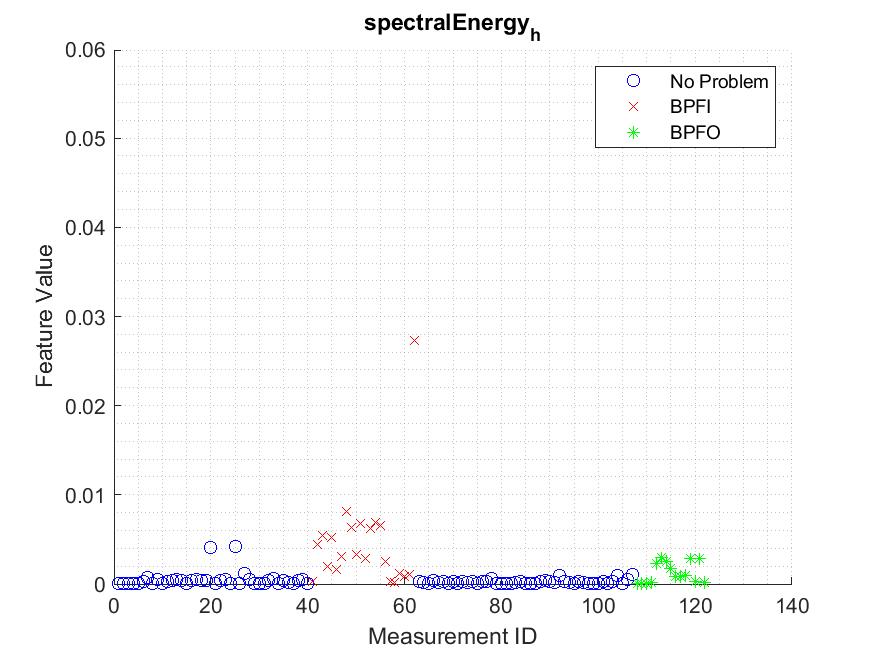 spectralEnergy_h
0.06
0.05
0.04
0.03
0.02
0.01
0
Feature Value
No Problem
BPFI
BPFO
0 20 40 60 80 100 120 140
Measurement ID